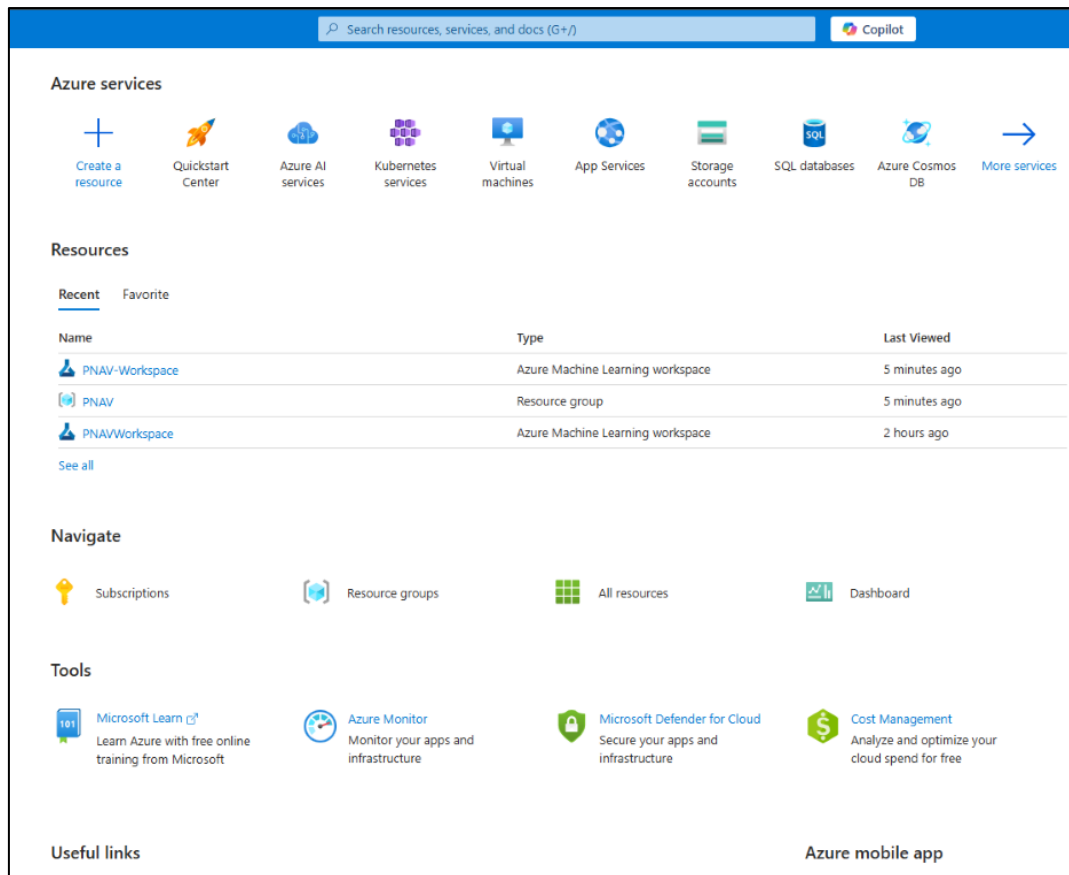 Search resources, services, and docs (G+/)
Copilot
Azure services
Create a
resource
Quickstart
Center
Azure AI
services
Kubernetes
services
Virtual
machines
App Services
Storage
accounts
SQL
SQL databases
Azure Cosmos
DB
More services
Resources
Recent Favorite
Name Type Last Viewed
PNAV-Workspace Azure Machine Learning workspace 5 minutes ago
PNAV Resource group 5 minutes ago
PNAVWorkspace Azure Machine Learning workspace 2 hours ago
See all
Navigate
Subscriptions Resource groups All resources Dashboard
Tools
101
Microsoft Learn
Learn Azure with free online
training from Microsoft
Azure Monitor
Monitor your apps and
infrastructure
Microsoft Defender for Cloud
Secure your apps and
infrastructure
Cost Management
Analyze and optimize your
cloud spend for free
Useful links Azure mobile app